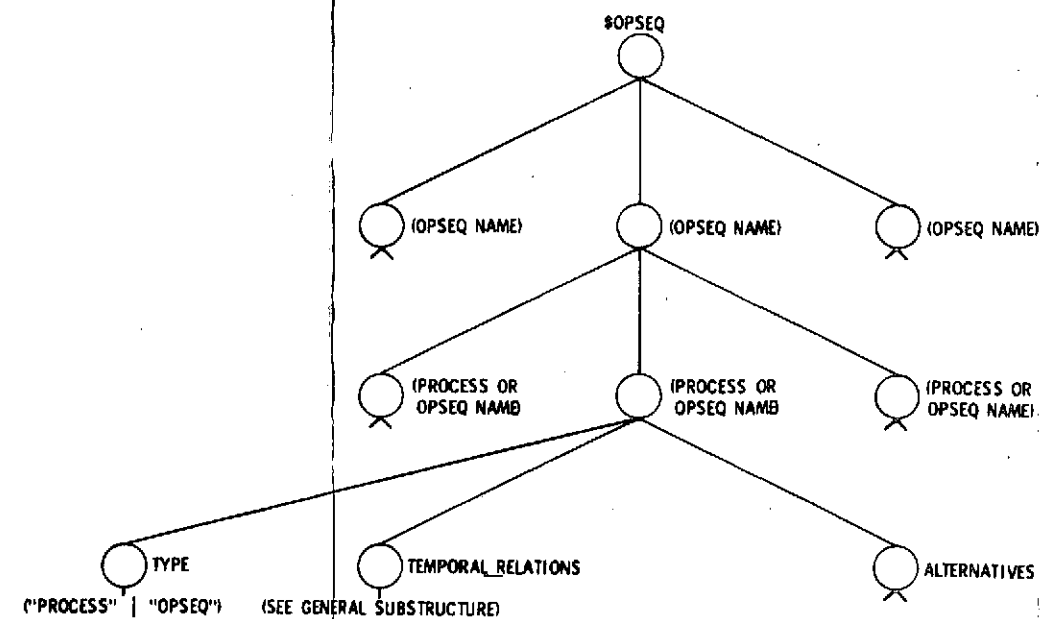 $OPSEQ
(OPSEQ NAME) (OPSEQ NAME) (OPSEQ NAME)
(PROCESS OR
OPSEQ NAME)
(PROCESS OR
OPSEQ NAME)
(PROCESS OR
OPSEQ NAME)
TYPE
("PROCESS" | "OPSEQ")
TEMPORAL_RELATIONS
(SEE GENERAL SUBSTRUCTURE)
ALTERNATIVES